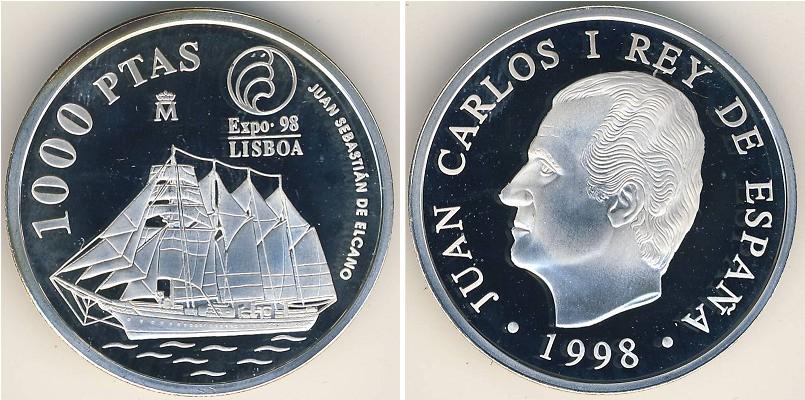 1000 PTAS
M
Expo·98
LISBOA
JUAN SEBASTIÁN DE ELCANO
JUAN CARLOS I REY DE ESPAÑA
· 1998 ·